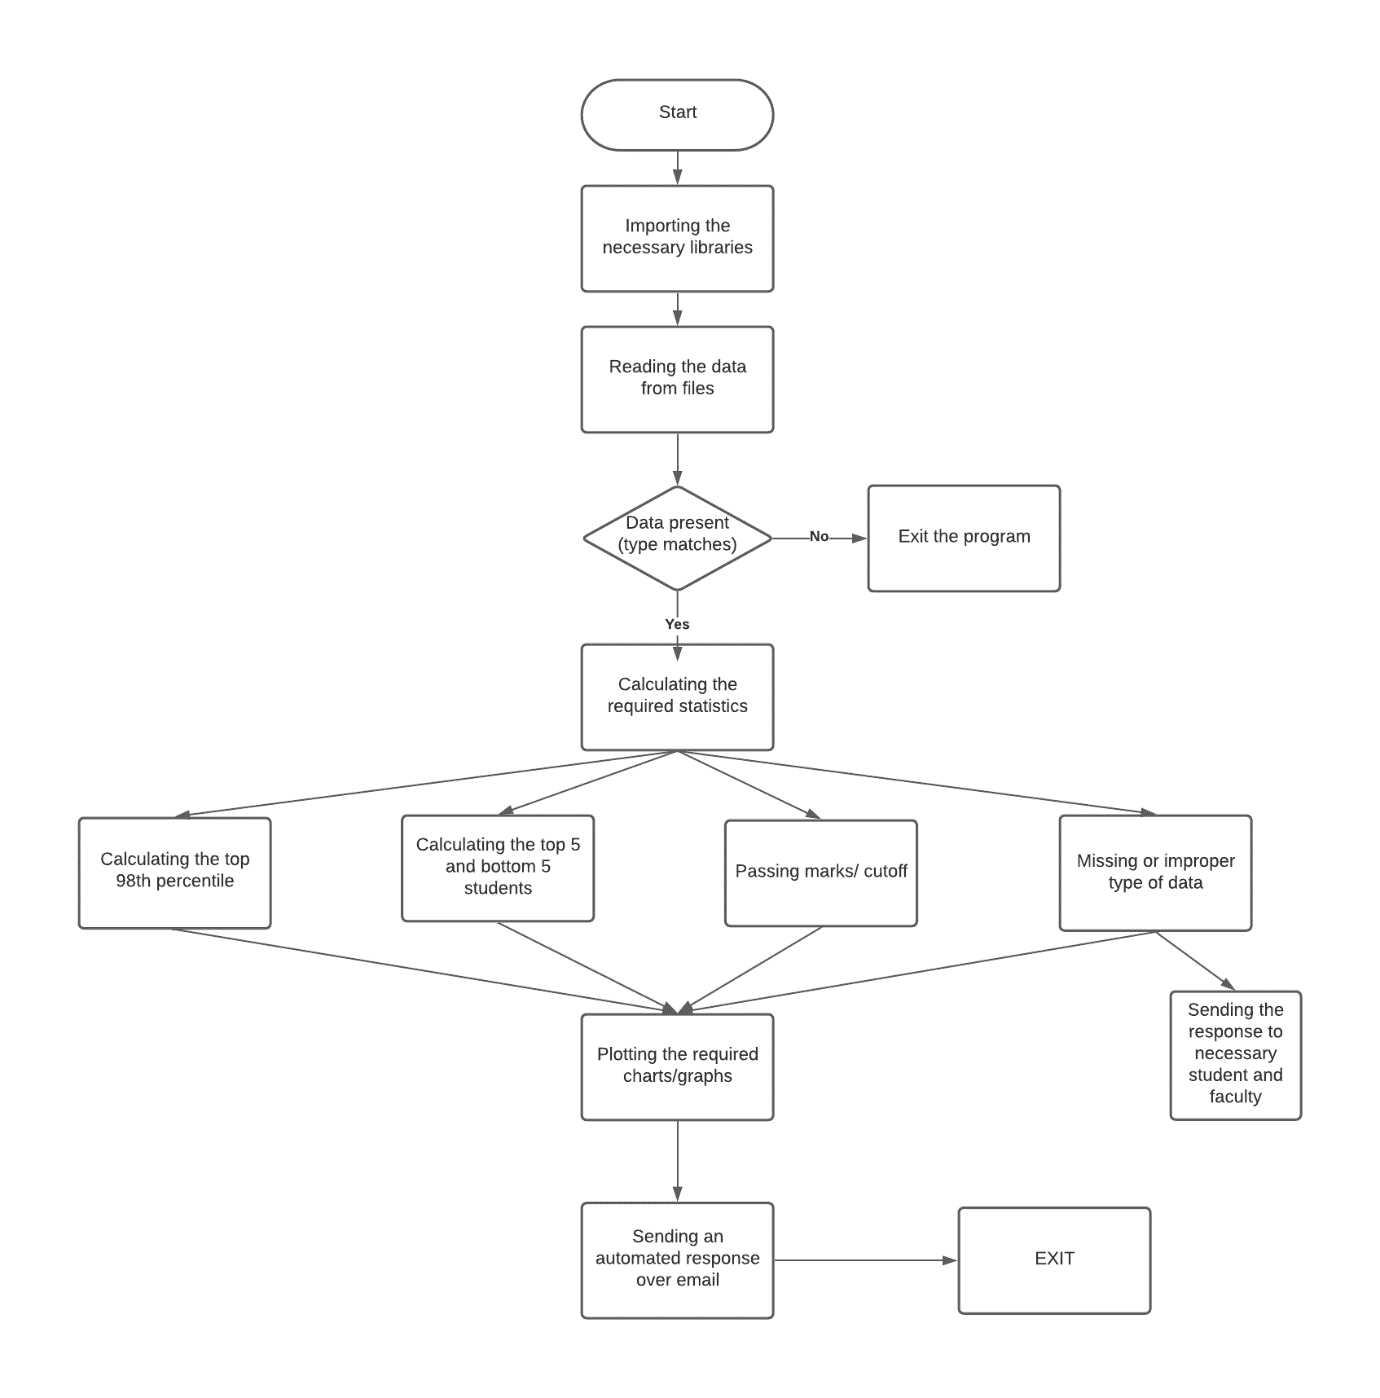 Start
Importing the
necessary libraries
Reading the data
from files
Data present
(type matches)
No
Exit the program
Yes
Calculating the
required statistics
Calculating the top
98th percentile
Calculating the top 5
and bottom 5
students
Passing marks/ cutoff
Missing or improper
type of data
Sending the
response to
necessary
student and
faculty
Plotting the required
charts/graphs
Sending an
automated response
over email
EXIT